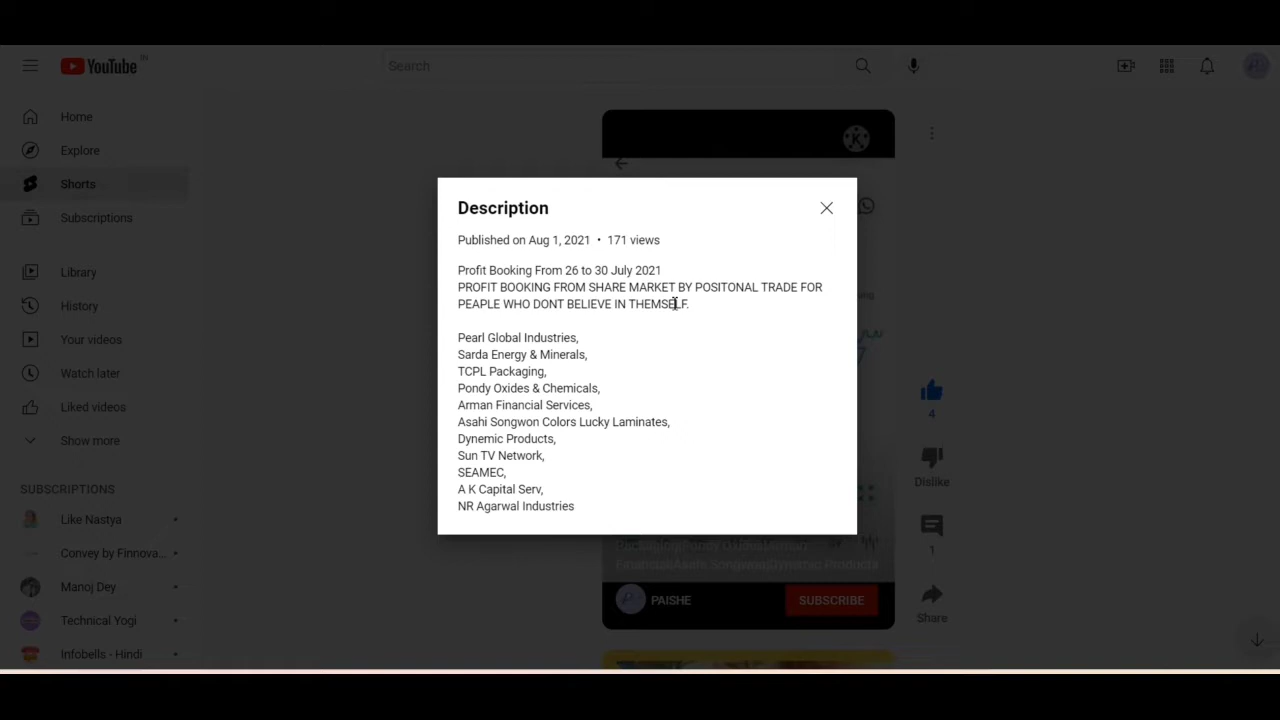 YouTube
IN
Search
Home
Explore
Shorts
Subscriptions
Library
History
Your videos
Watch later
Liked videos
Show more
SUBSCRIPTIONS
Like Nastya
Convey by Finnova...
Manoj Dey
Technical Yogi
Infobells - Hindi
K
Description
Published on Aug 1, 2021 • 171 views
Profit Booking From 26 to 30 July 2021
PROFIT BOOKING FROM SHARE MARKET BY POSITONAL TRADE FOR
PEAPLE WHO DONT BELIEVE IN THEMSELF.
Pearl Global Industries,
Sarda Energy & Minerals,
TCPL Packaging,
Pondy Oxides & Chemicals,
Arman Financial Services,
Asahi Songwon Colors Lucky Laminates,
Dynemic Products,
Sun TV Network,
SEAMEC,
A K Capital Serv,
NR Agarwal Industries
4
Dislike
1
Share
PAISHE
SUBSCRIBE